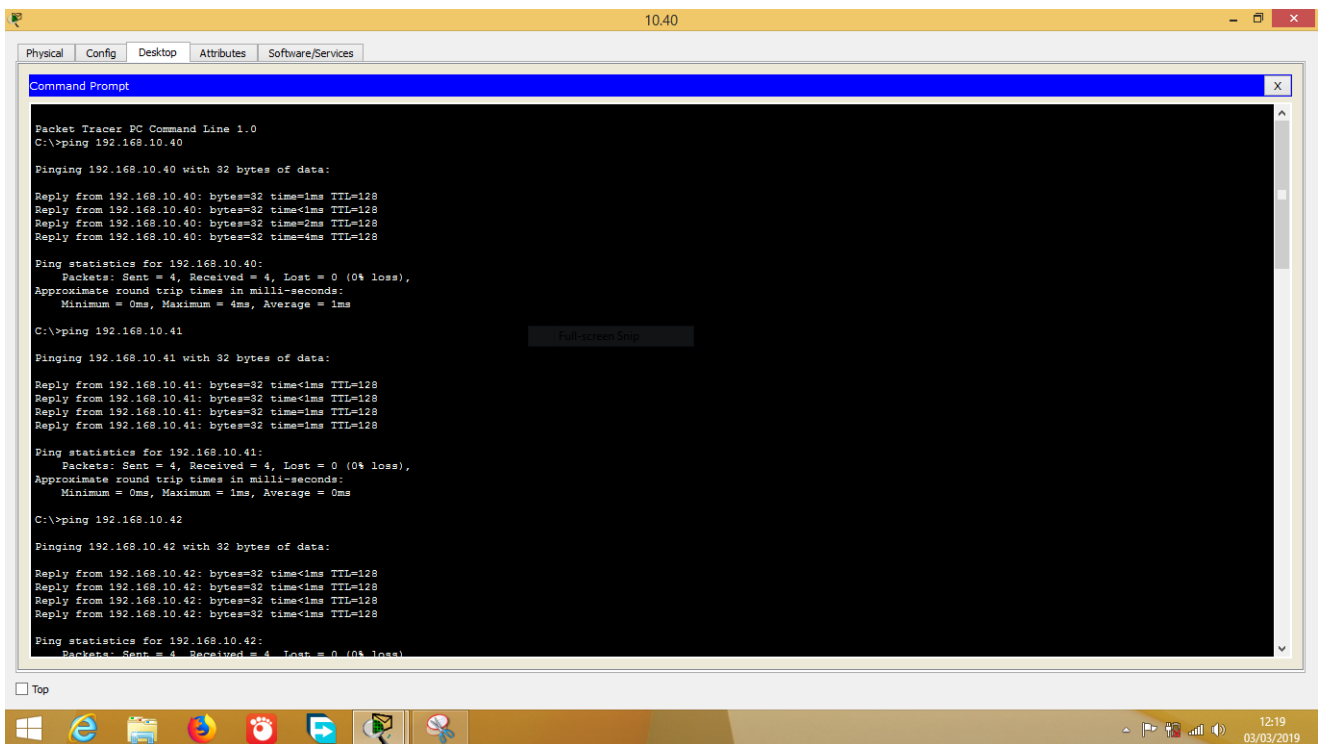 10.40
Physical Config Desktop Attributes Software/Services
Command Prompt X
Packet Tracer PC Command Line 1.0
C:\>ping 192.168.10.40
Pinging 192.168.10.40 with 32 bytes of data:
Reply from 192.168.10.40: bytes=32 time=1ms TTL=128
Reply from 192.168.10.40: bytes=32 time<1ms TTL=128
Reply from 192.168.10.40: bytes=32 time=2ms TTL=128
Reply from 192.168.10.40: bytes=32 time=4ms TTL=128
Ping statistics for 192.168.10.40:
Packets: Sent = 4, Received = 4, Lost = 0 (0% loss),
Approximate round trip times in milli-seconds:
Minimum = 0ms, Maximum = 4ms, Average = 1ms
C:\>ping 192.168.10.41
Full-screen Snip
Pinging 192.168.10.41 with 32 bytes of data:
Reply from 192.168.10.41: bytes=32 time<1ms TTL=128
Reply from 192.168.10.41: bytes=32 time<1ms TTL=128
Reply from 192.168.10.41: bytes=32 time=1ms TTL=128
Reply from 192.168.10.41: bytes=32 time=1ms TTL=128
Ping statistics for 192.168.10.41:
Packets: Sent = 4, Received = 4, Lost = 0 (0% loss),
Approximate round trip times in milli-seconds:
Minimum = 0ms, Maximum = 1ms, Average = 0ms
C:\>ping 192.168.10.42
Pinging 192.168.10.42 with 32 bytes of data:
Reply from 192.168.10.42: bytes=32 time<1ms TTL=128
Reply from 192.168.10.42: bytes=32 time<1ms TTL=128
Reply from 192.168.10.42: bytes=32 time<1ms TTL=128
Reply from 192.168.10.42: bytes=32 time<1ms TTL=128
Ping statistics for 192.168.10.42:
Packets: Sent = 4, Received = 4, Lost = 0 (0% loss)
Top
12:19
03/03/2019